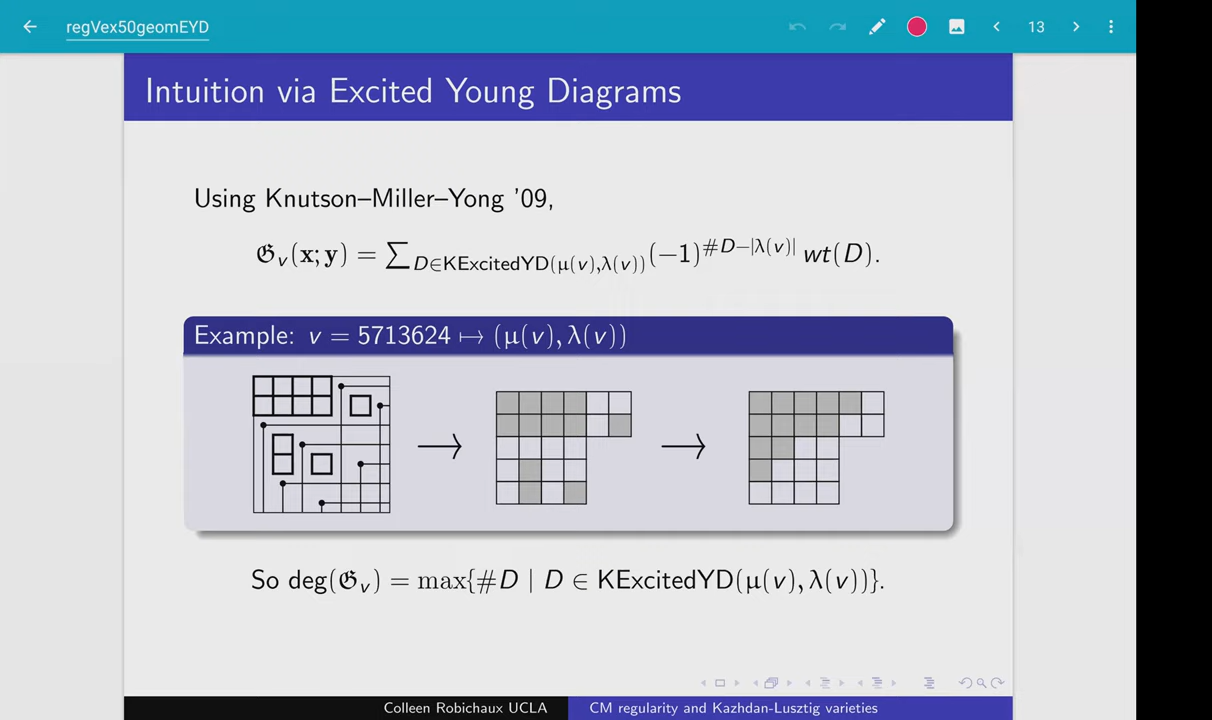 regVex50geomEYD
13
Intuition via Excited Young Diagrams
Using Knutson–Miller–Yong '09,
𝔊ᵥ(𝐱; 𝐲) = ∑_{D∈KExcitedYD(μ(v),λ(v))} (−1)^{#D−|λ(v)|} wt(D).
Example: v = 5713624 ↦ (μ(v), λ(v))
So deg(𝔊ᵥ) = max{#D | D ∈ KExcitedYD(μ(v), λ(v))}.
Colleen Robichaux UCLA
CM regularity and Kazhdan-Lusztig varieties